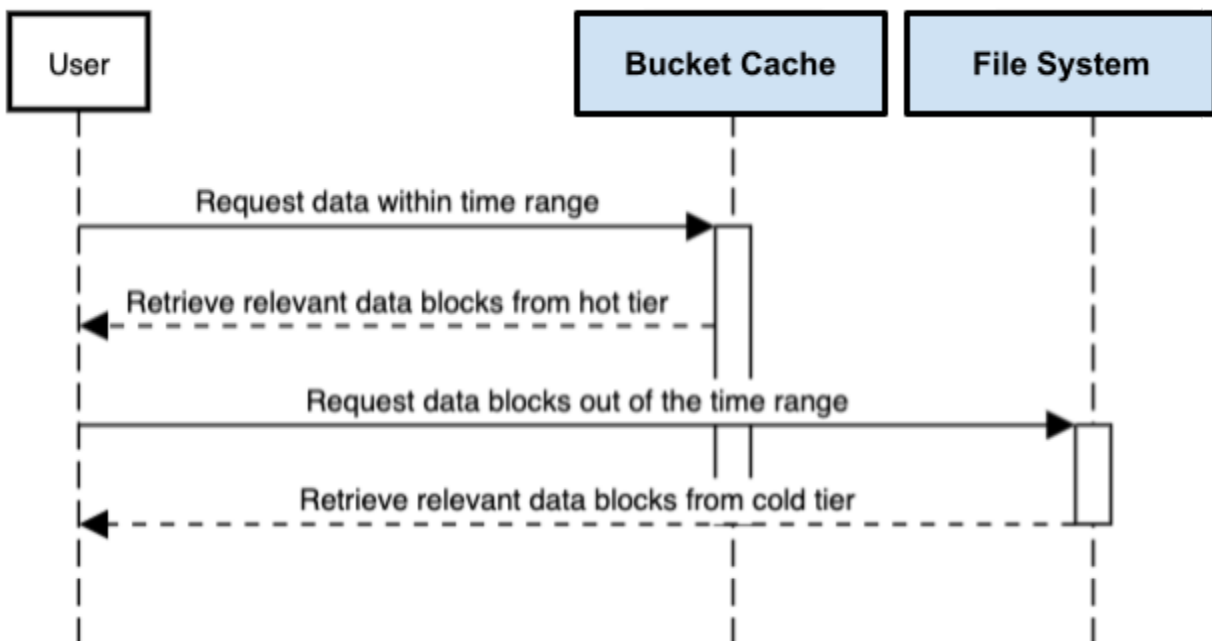 User
Bucket Cache
File System
Request data within time range
Retrieve relevant data blocks from hot tier
Request data blocks out of the time range
Retrieve relevant data blocks from cold tier